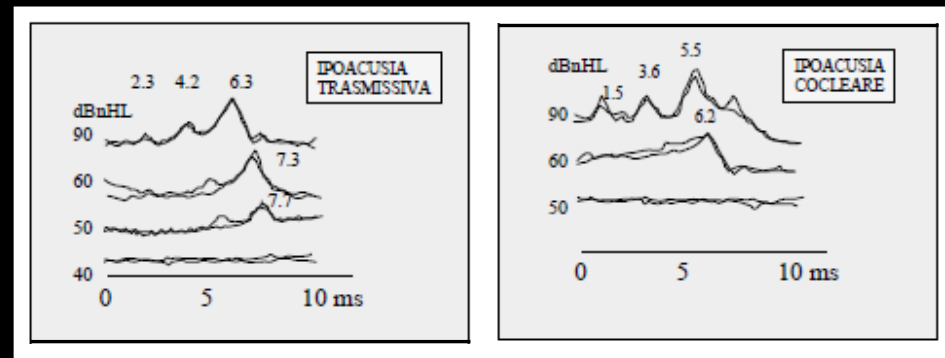 IPOACUSIA
TRASMISSIVA
2.3 4.2 6.3
dBnHL
90
7.3
60
7.7
50
40
0 5 10 ms
IPOACUSIA
COCLEARE
5.5
dBnHL
3.6
1.5
90
6.2
60
50
0 5 10 ms